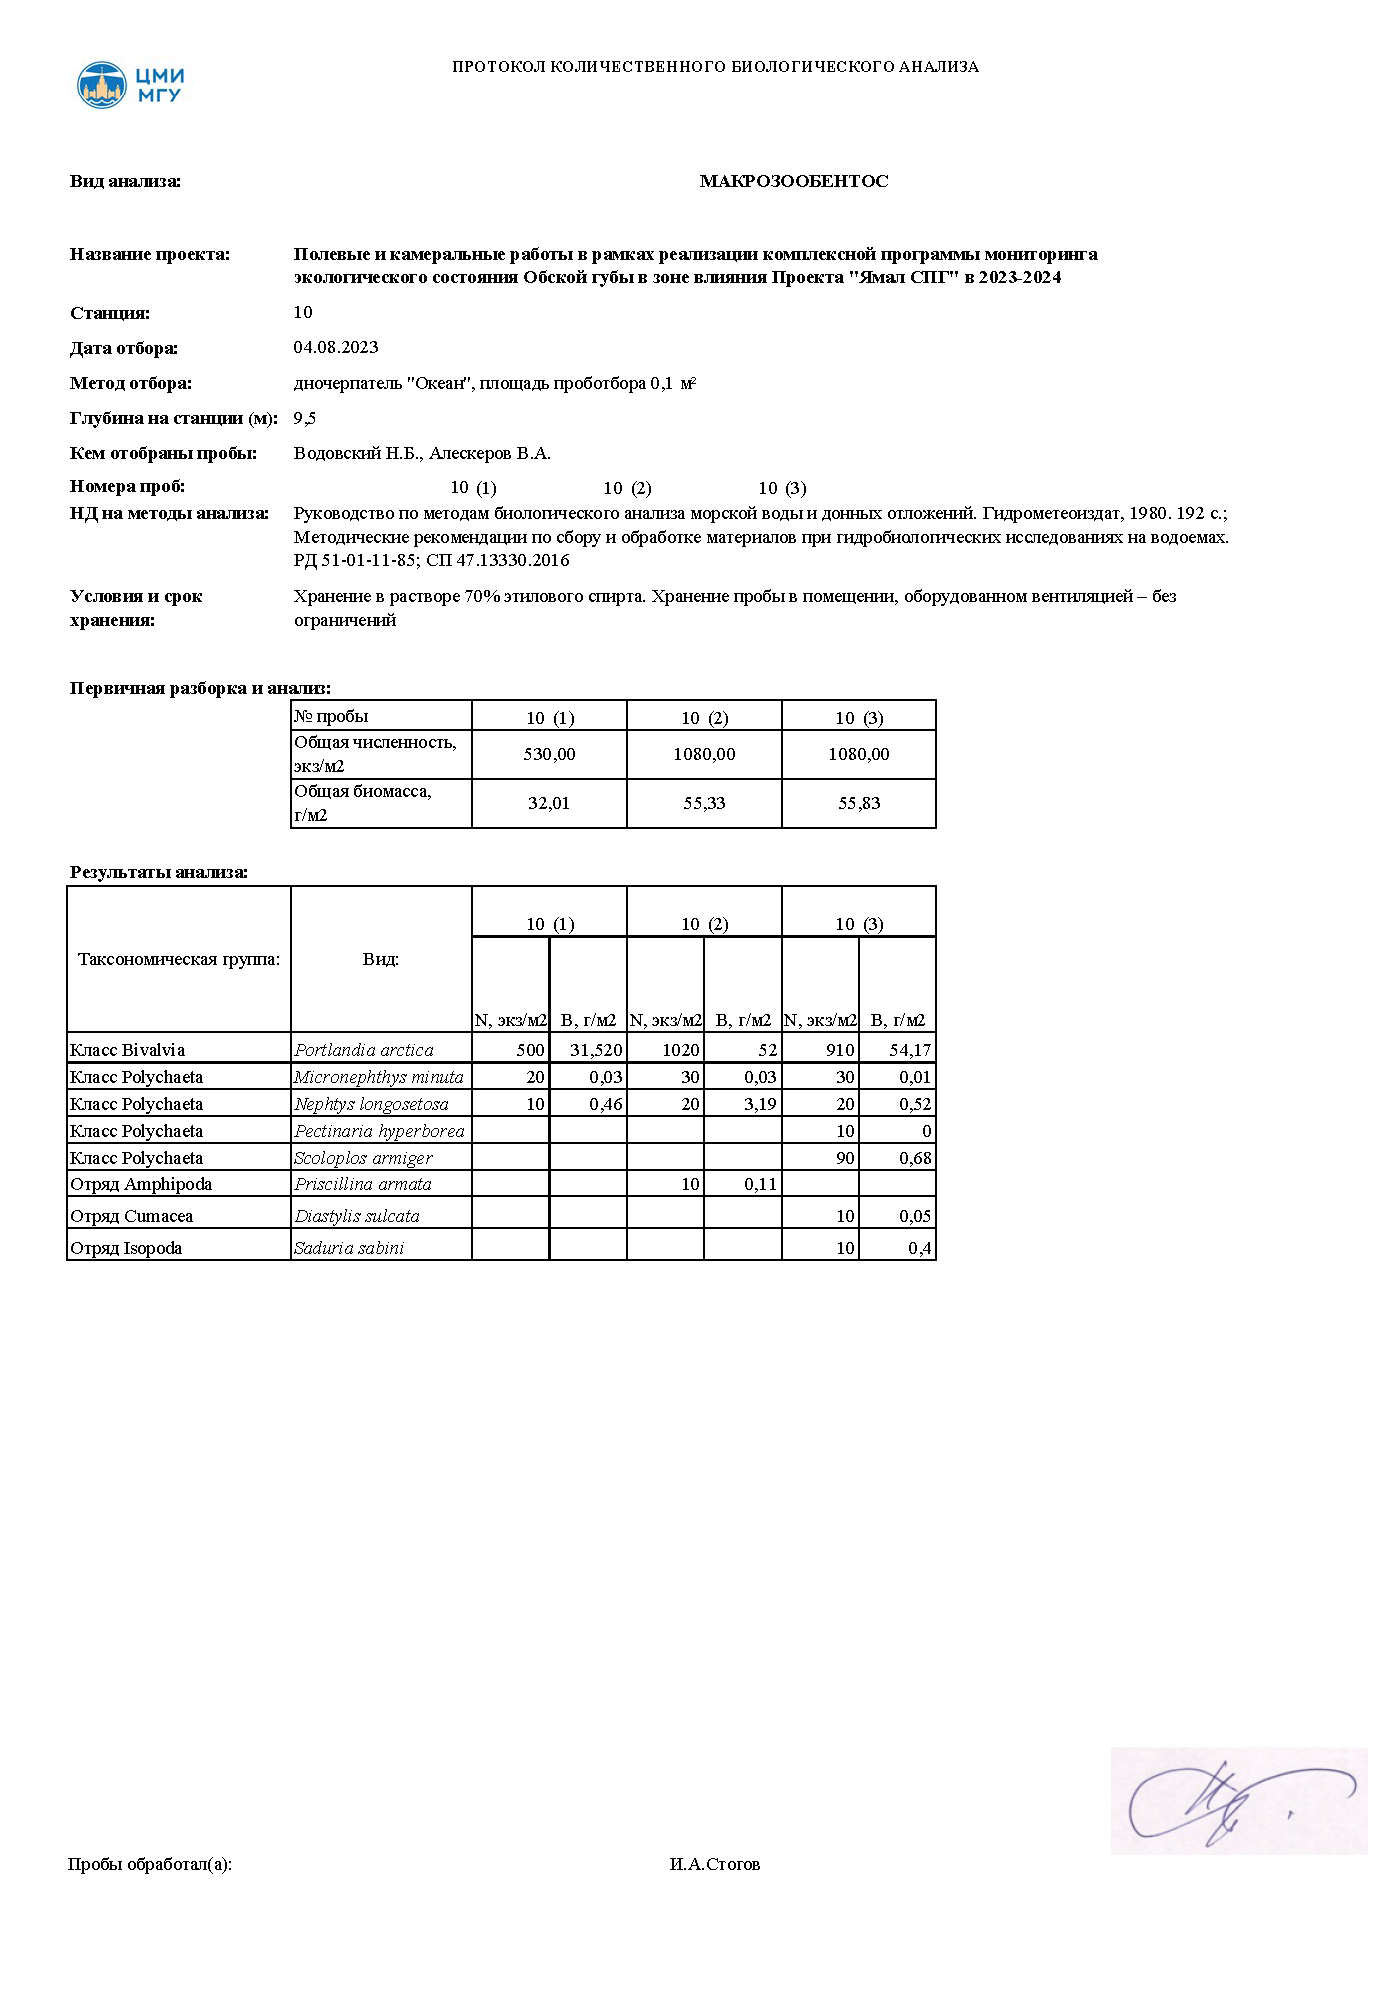 ЦМИ
МГУ
ПРОТОКОЛ КОЛИЧЕСТВЕННОГО БИОЛОГИЧЕСКОГО АНАЛИЗА
Вид анализа: МАКРОЗООБЕНТОС
Название проекта: Полевые и камеральные работы в рамках реализации комплексной программы мониторинга
экологического состояния Обской губы в зоне влияния Проекта "Ямал СПГ" в 2023-2024
Станция: 10
Дата отбора: 04.08.2023
Метод отбора: дночерпатель "Океан", площадь проботбора 0,1 м²
Глубина на станции (м): 9,5
Кем отобраны пробы: Водовский Н.Б., Алескеров В.А.
Номера проб: 10 (1) 10 (2) 10 (3)
НД на методы анализа: Руководство по методам биологического анализа морской воды и донных отложений. Гидрометеоиздат, 1980. 192 с.;
Методические рекомендации по сбору и обработке материалов при гидробиологических исследованиях на водоемах.
РД 51-01-11-85; СП 47.13330.2016
Условия и срок Хранение в растворе 70% этилового спирта. Хранение пробы в помещении, оборудованном вентиляцией – без
хранения: ограничений
Первичная разборка и анализ:
№ пробы 10 (1) 10 (2) 10 (3)
Общая численность,
экз/м2 530,00 1080,00 1080,00
Общая биомасса,
г/м2 32,01 55,33 55,83
Результаты анализа:
10 (1) 10 (2) 10 (3)
Таксономическая группа: Вид:
N, экз/м2 B, г/м2 N, экз/м2 B, г/м2 N, экз/м2 B, г/м2
Класс Bivalvia Portlandia arctica 500 31,520 1020 52 910 54,17
Класс Polychaeta Micronephthys minuta 20 0,03 30 0,03 30 0,01
Класс Polychaeta Nephtys longosetosa 10 0,46 20 3,19 20 0,52
Класс Polychaeta Pectinaria hyperborea 10 0
Класс Polychaeta Scoloplos armiger 90 0,68
Отряд Amphipoda Priscillina armata 10 0,11
Отряд Cumacea Diastylis sulcata 10 0,05
Отряд Isopoda Saduria sabini 10 0,4
Пробы обработал(а): И.А.Стогов